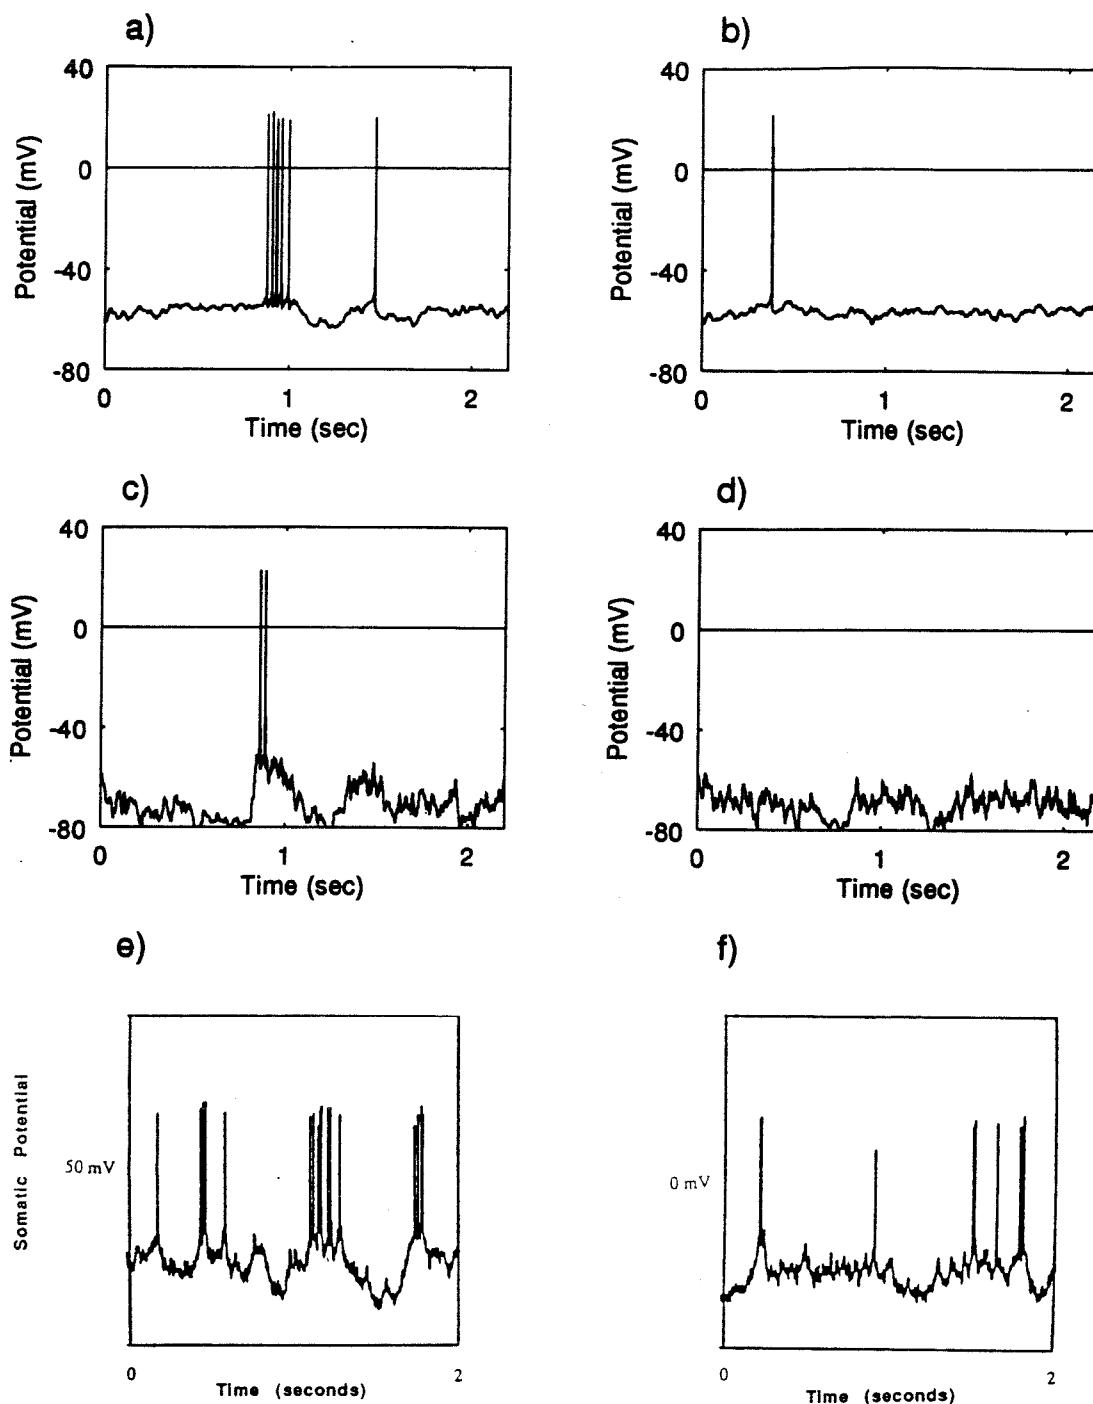 a)
40
0
-40
-80
Potential (mV)
0 1 2
Time (sec)
b)
40
0
-40
-80
Potential (mV)
0 1 2
Time (sec)
c)
40
0
-40
-80
Potential (mV)
0 1 2
Time (sec)
d)
40
0
-40
-80
Potential (mV)
0 1 2
Time (sec)
e)
Somatic Potential
50 mV
0 2
Time (seconds)
f)
0 mV
0 2
Time (seconds)